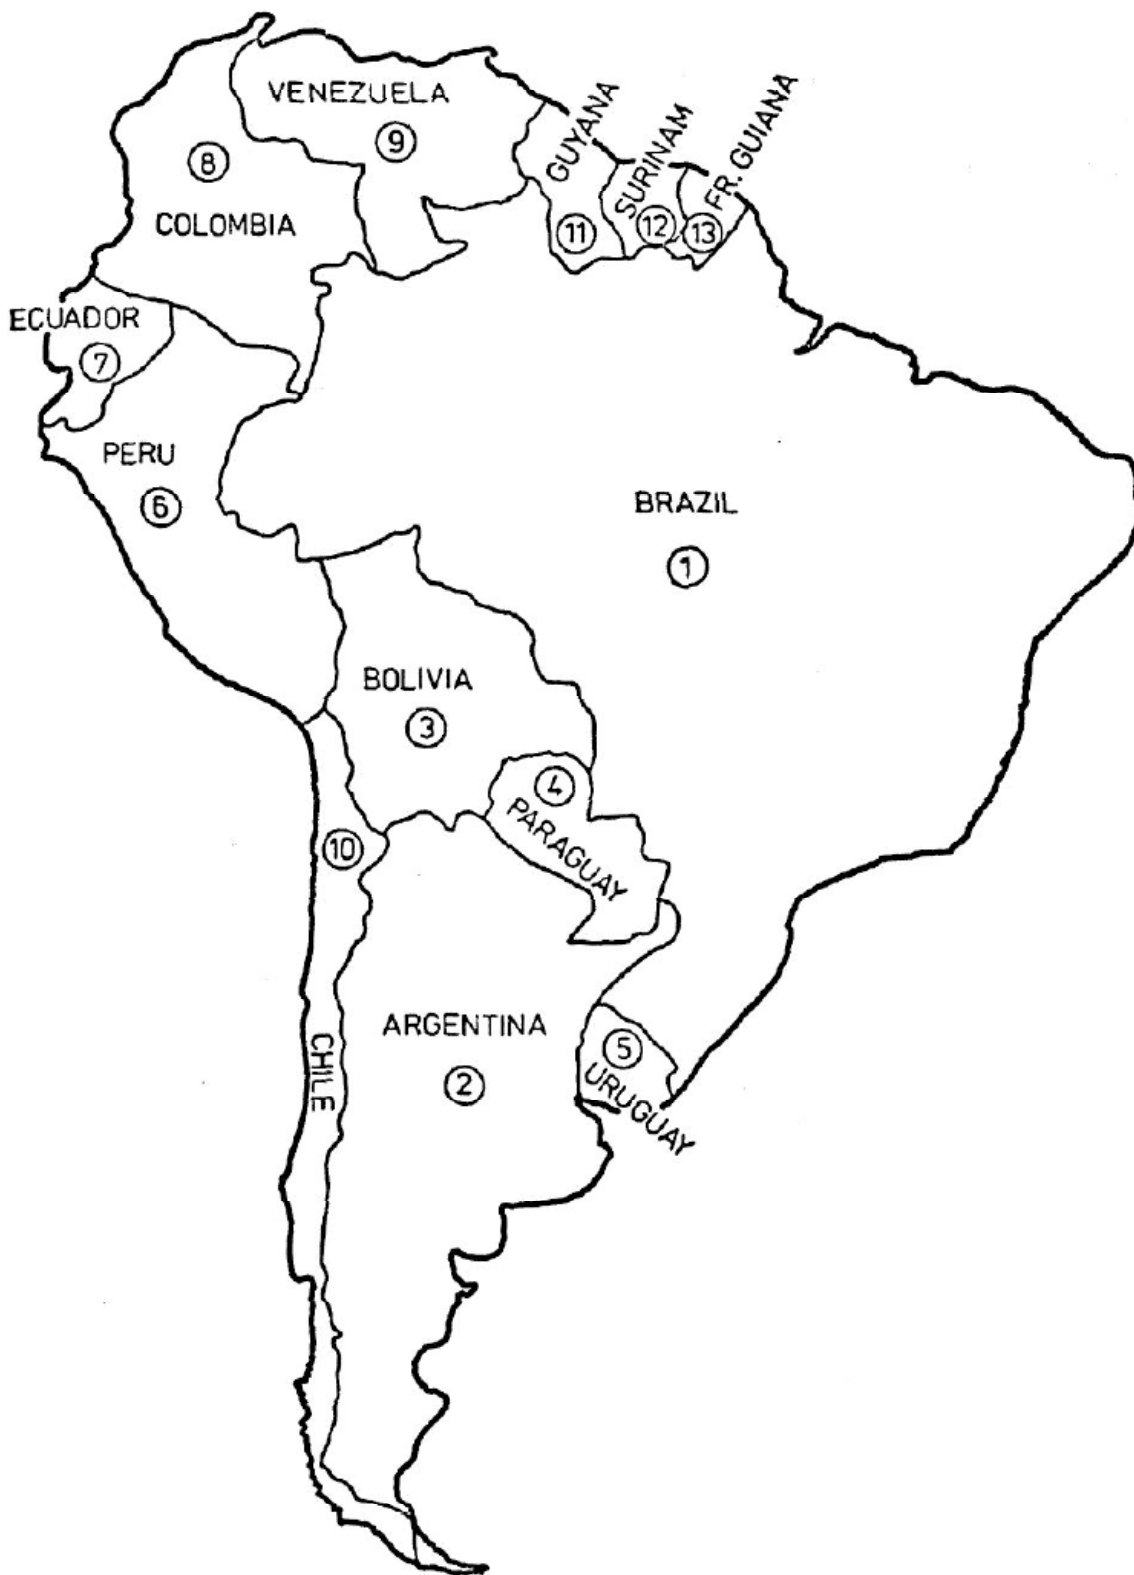 VENEZUELA
9
GUYANA
11
SURINAM
12
FR. GUIANA
13
8
COLOMBIA
ECUADOR
7
PERU
6
BRAZIL
1
BOLIVIA
3
4
PARAGUAY
10
CHILE
ARGENTINA
2
5
URUGUAY